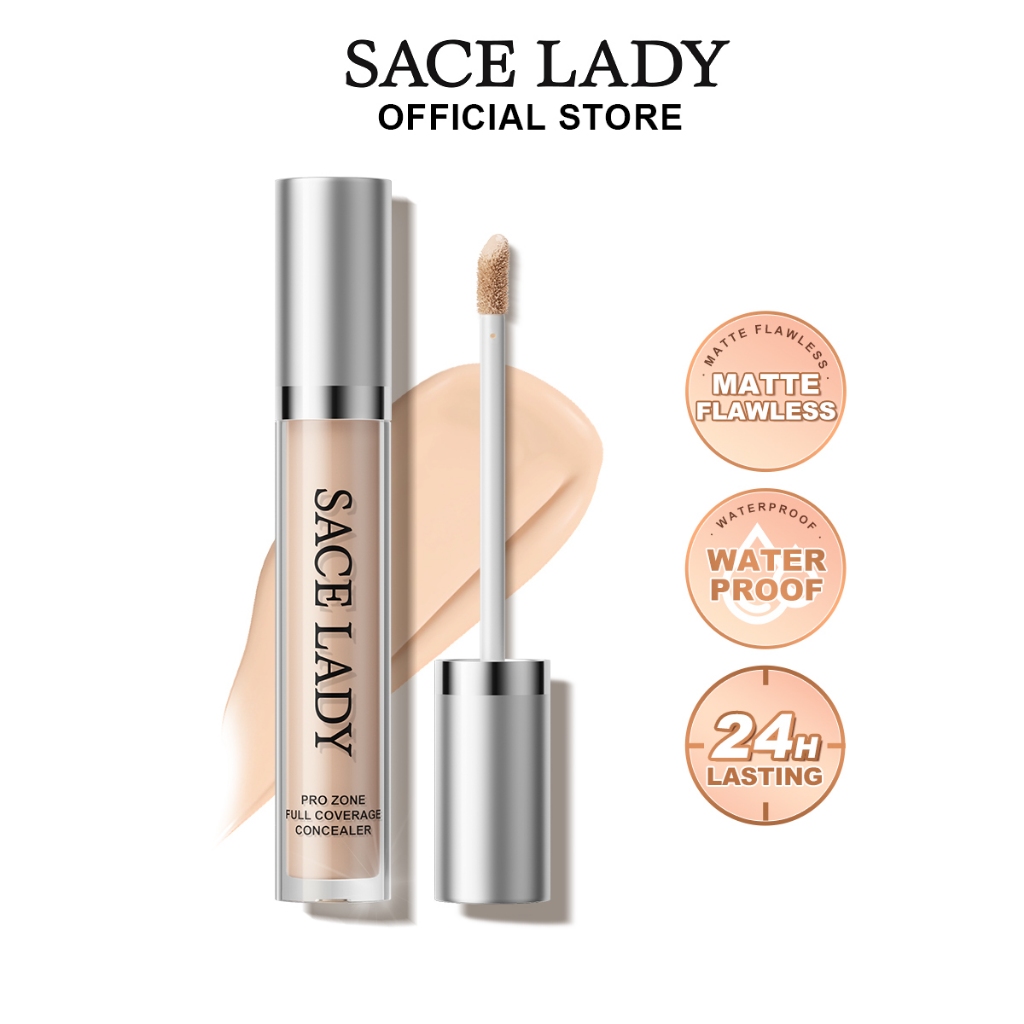 SACE LADY
OFFICIAL STORE
SACE LADY
PRO ZONE
FULL COVERAGE
CONCEALER
MATTE FLAWLESS
MATTE
FLAWLESS
WATERPROOF
WATER
PROOF
24H
LASTING